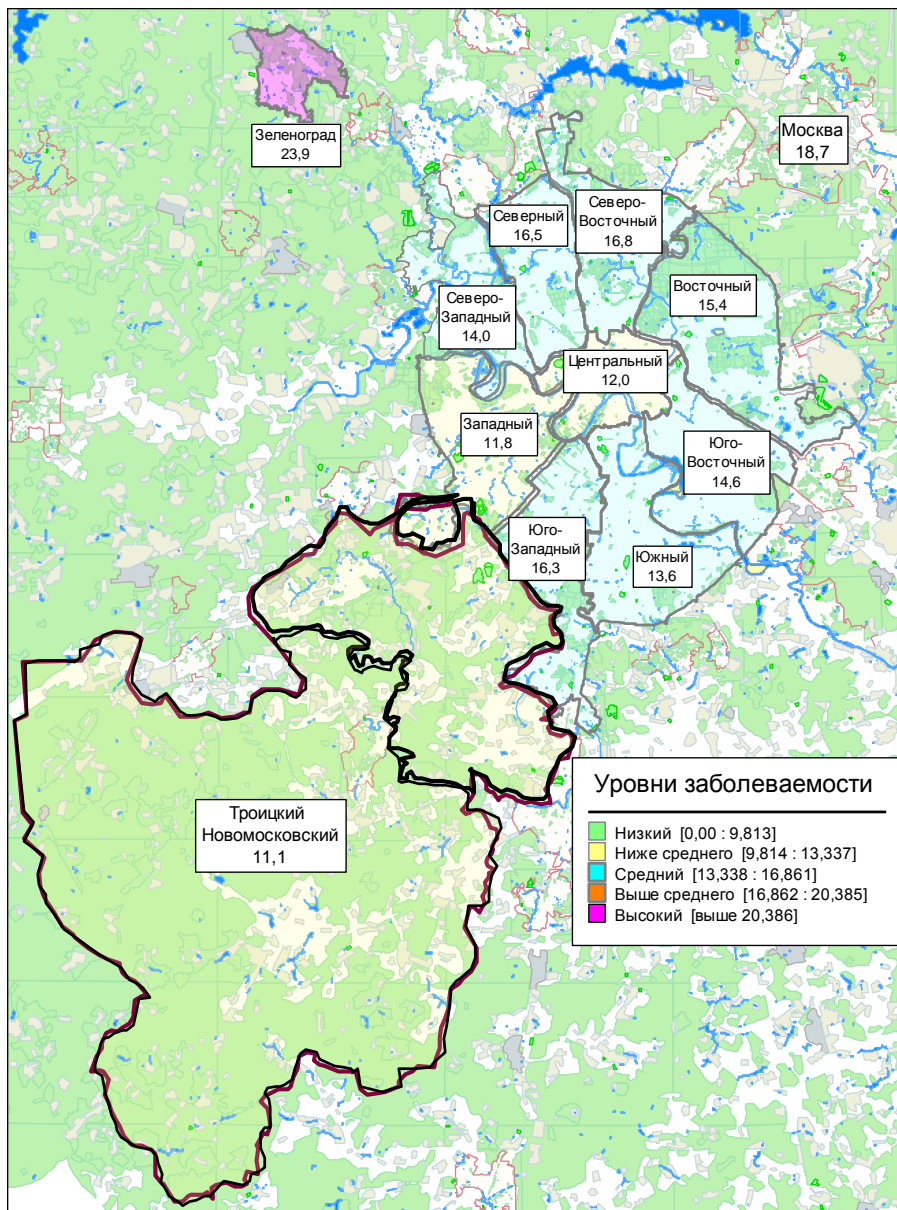 Зеленоград
23,9
Москва
18,7
Северный
16,5
Северо-
Восточный
16,8
Восточный
15,4
Северо-
Западный
14,0
Центральный
12,0
Западный
11,8
Юго-
Восточный
14,6
Юго-
Западный
16,3
Южный
13,6
Троицкий
Новомосковский
11,1
Уровни заболеваемости
Низкий [0,00 : 9,813]
Ниже среднего [9,814 : 13,337]
Средний [13,338 : 16,861]
Выше среднего [16,862 : 20,385]
Высокий [выше 20,386]